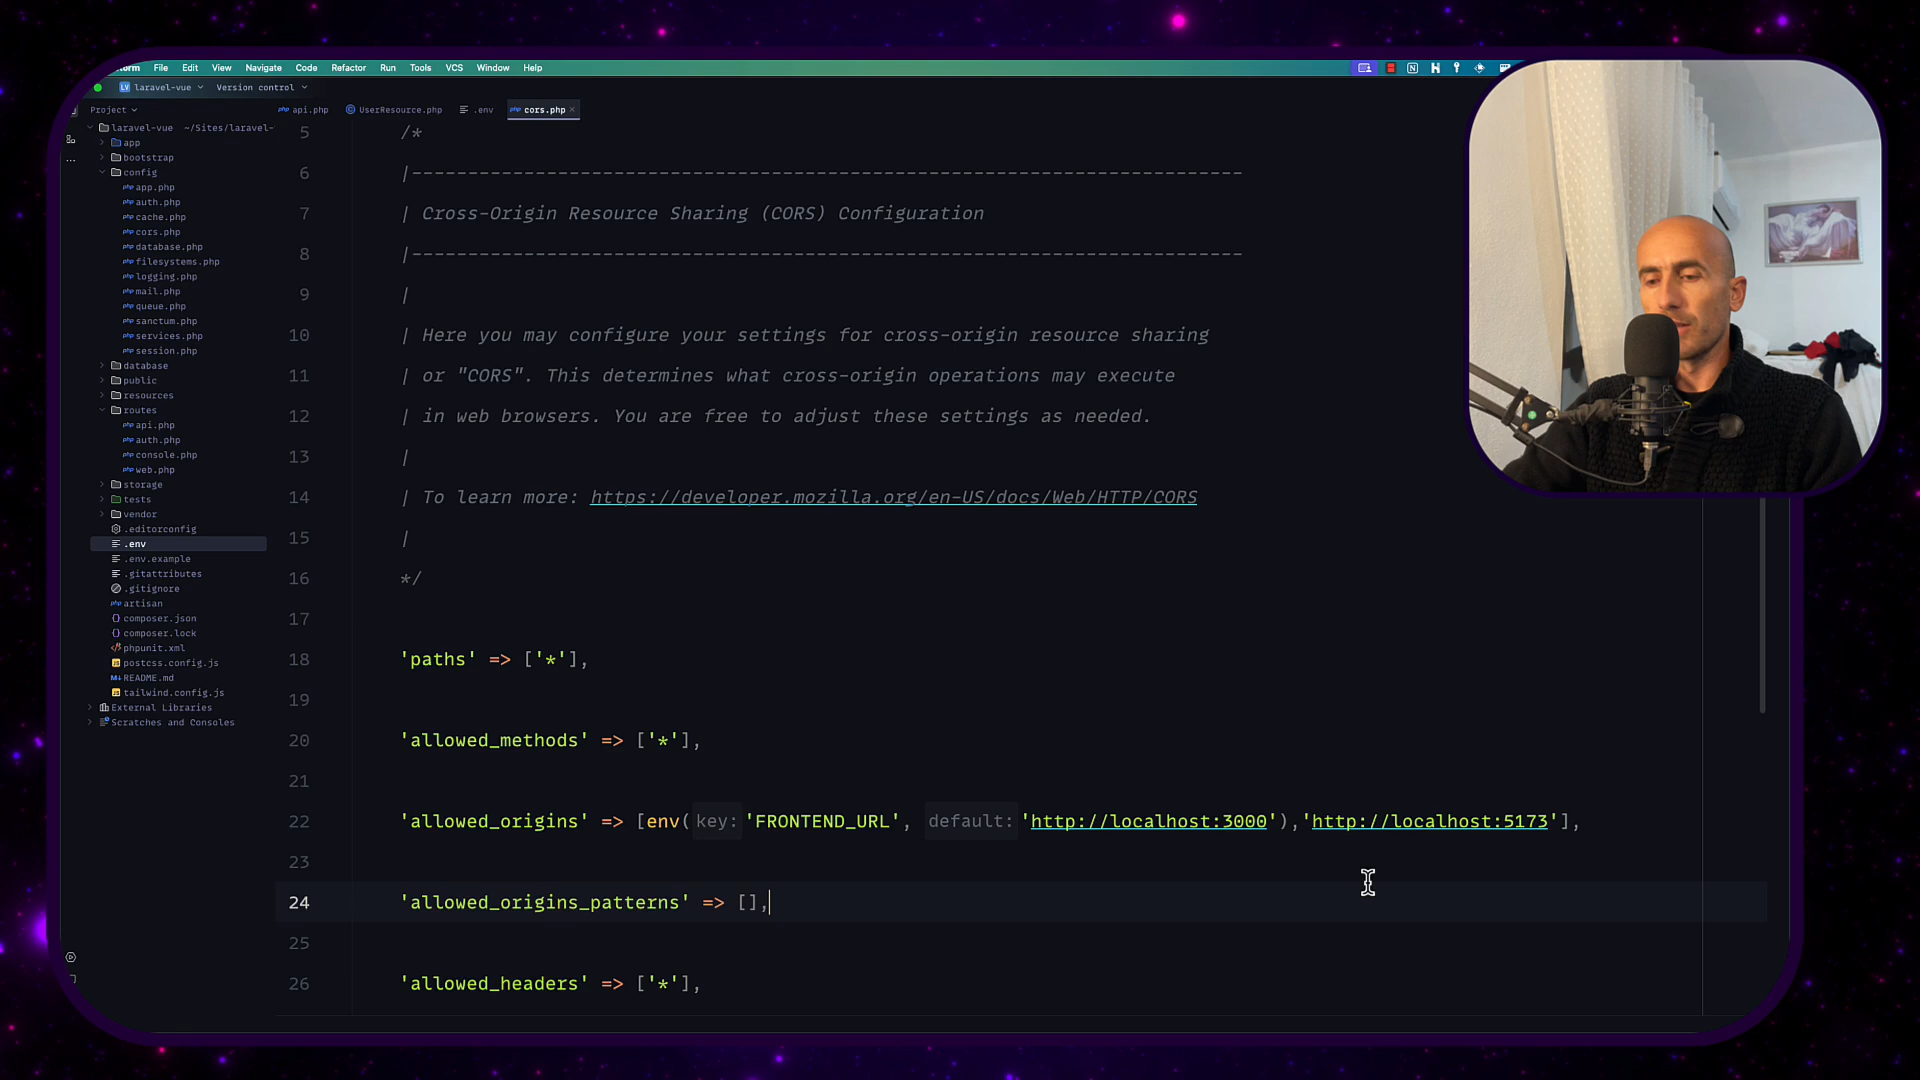 File Edit View Navigate Code Refactor Run Tools VCS Window Help
LV laravel-vue Version control
Project
api.php UserResource.php .env cors.php
laravel-vue ~/Sites/laravel-
app
bootstrap
config
app.php
auth.php
cache.php
cors.php
database.php
filesystems.php
logging.php
mail.php
queue.php
sanctum.php
services.php
session.php
database
public
resources
routes
api.php
auth.php
console.php
web.php
storage
tests
vendor
.editorconfig
.env
.env.example
.gitattributes
.gitignore
artisan
composer.json
composer.lock
phpunit.xml
postcss.config.js
README.md
tailwind.config.js
External Libraries
Scratches and Consoles
5 /*
6 |--------------------------------------------------------------------------
7 | Cross-Origin Resource Sharing (CORS) Configuration
8 |--------------------------------------------------------------------------
9 |
10 | Here you may configure your settings for cross-origin resource sharing
11 | or "CORS". This determines what cross-origin operations may execute
12 | in web browsers. You are free to adjust these settings as needed.
13 |
14 | To learn more: https://developer.mozilla.org/en-US/docs/Web/HTTP/CORS
15 |
16 */
17
18 'paths' => ['*'],
19
20 'allowed_methods' => ['*'],
21
22 'allowed_origins' => [env( key: 'FRONTEND_URL', default: 'http://localhost:3000'),'http://localhost:5173'],
23
24 'allowed_origins_patterns' => [],
25
26 'allowed_headers' => ['*'],